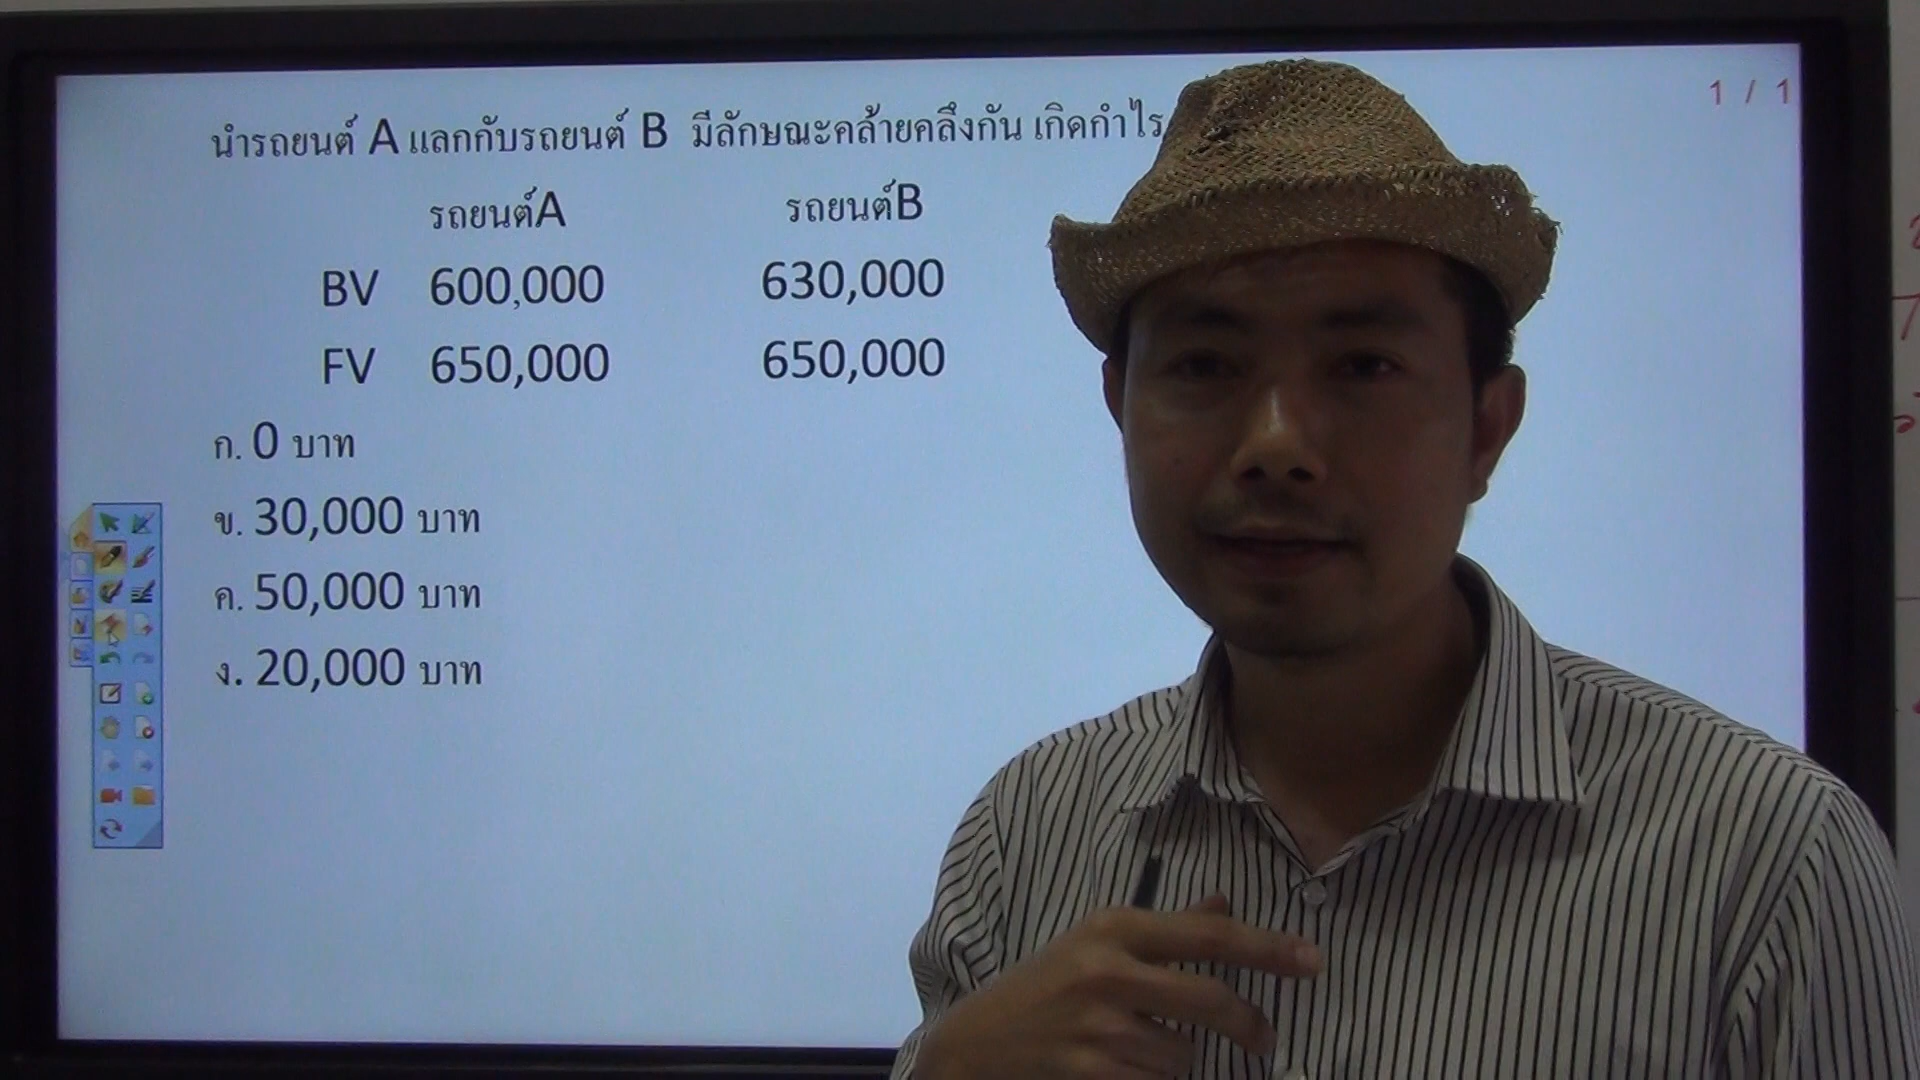 1 / 1
นำรถยนต์ A แลกกับรถยนต์ B มีลักษณะคล้ายคลึงกัน เกิดกำไร
รถยนต์A รถยนต์B
BV 600,000 630,000
FV 650,000 650,000
ก. 0 บาท
ข. 30,000 บาท
ค. 50,000 บาท
ง. 20,000 บาท